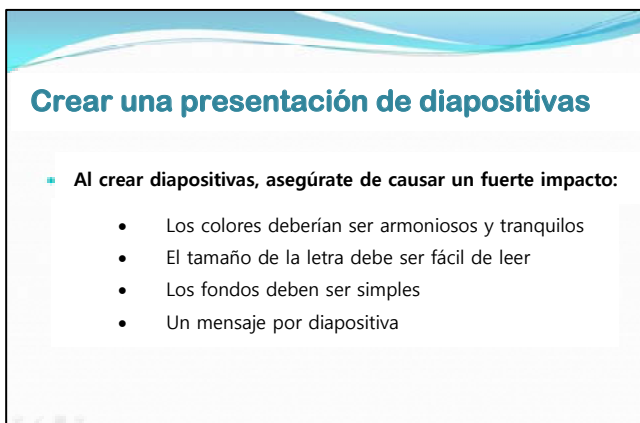 Crear una presentación de diapositivas
Al crear diapositivas, asegúrate de causar un fuerte impacto:
• Los colores deberían ser armoniosos y tranquilos
• El tamaño de la letra debe ser fácil de leer
• Los fondos deben ser simples
• Un mensaje por diapositiva